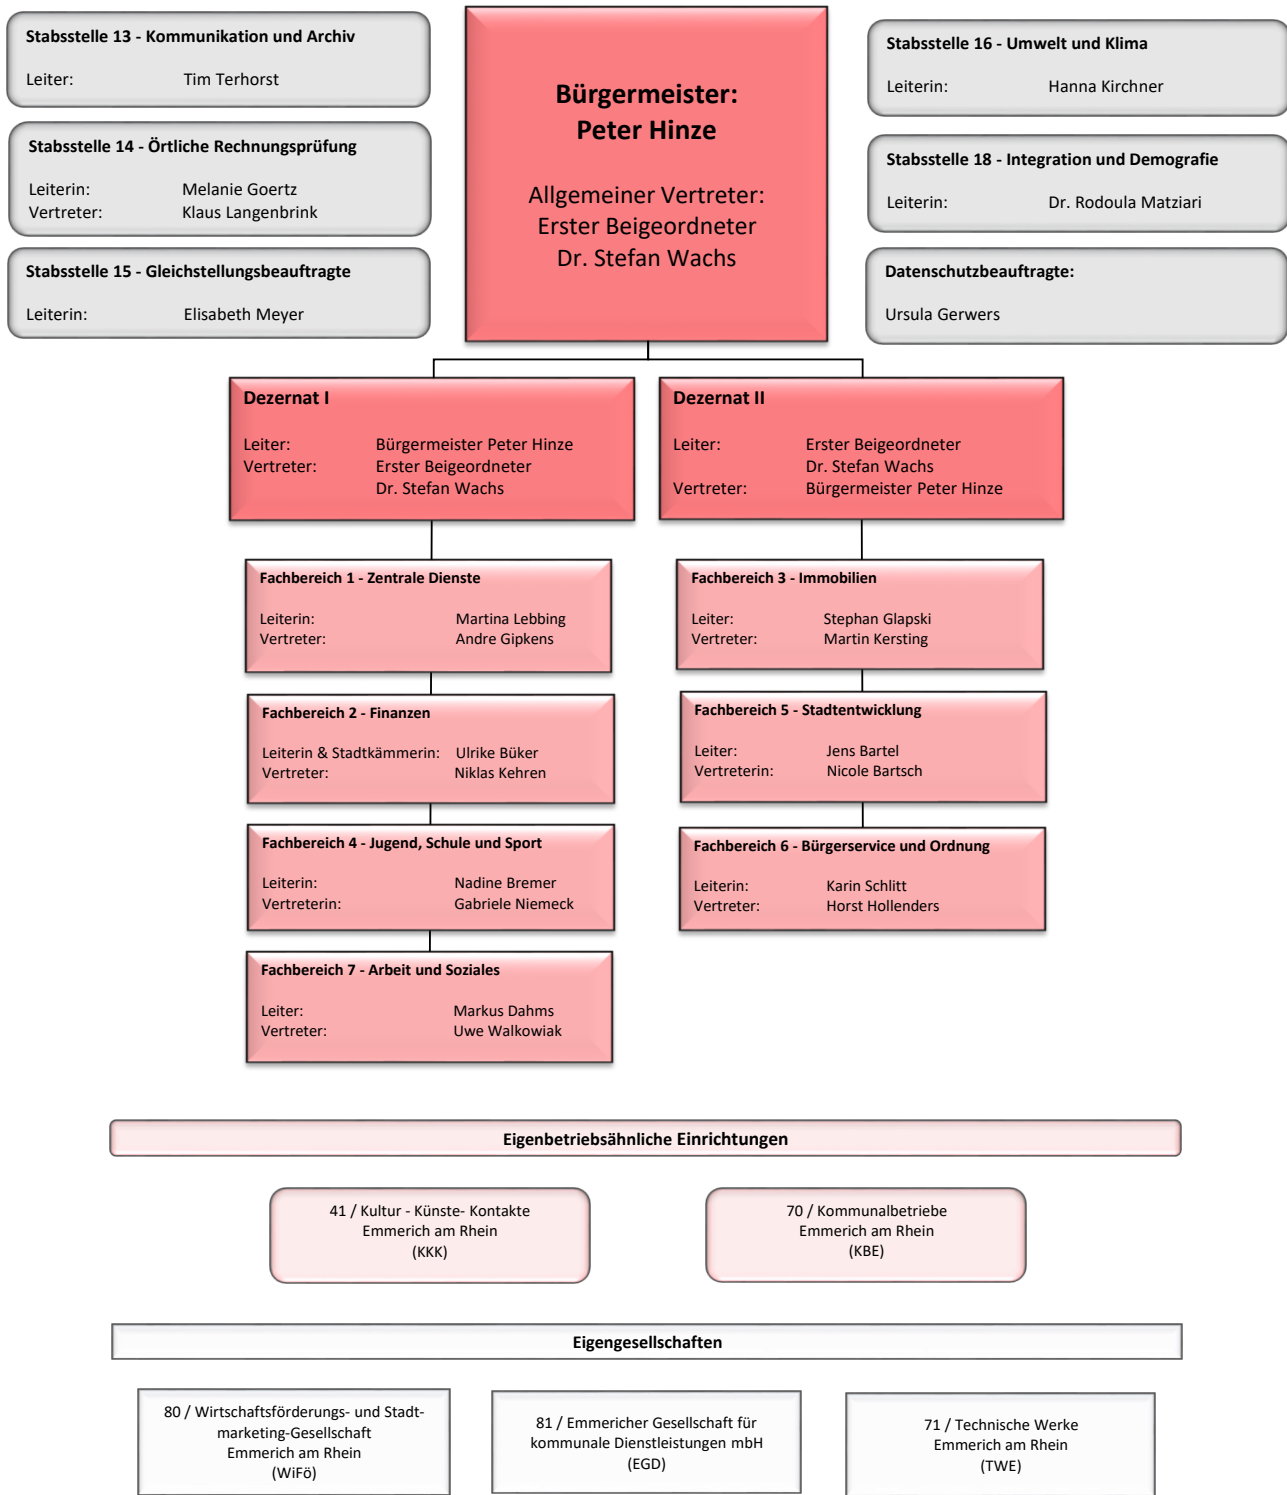 Stabsstelle 13 - Kommunikation und Archiv
Leiter: Tim Terhorst
Stabsstelle 14 - Örtliche Rechnungsprüfung
Leiterin: Melanie Goertz
Vertreter: Klaus Langenbrink
Stabsstelle 15 - Gleichstellungsbeauftragte
Leiterin: Elisabeth Meyer
Bürgermeister:
Peter Hinze
Allgemeiner Vertreter:
Erster Beigeordneter
Dr. Stefan Wachs
Stabsstelle 16 - Umwelt und Klima
Leiterin: Hanna Kirchner
Stabsstelle 18 - Integration und Demografie
Leiterin: Dr. Rodoula Matziari
Datenschutzbeauftragte:
Ursula Gerwers
Dezernat I
Leiter: Bürgermeister Peter Hinze
Vertreter: Erster Beigeordneter
Dr. Stefan Wachs
Dezernat II
Leiter: Erster Beigeordneter
Dr. Stefan Wachs
Vertreter: Bürgermeister Peter Hinze
Fachbereich 1 - Zentrale Dienste
Leiterin: Martina Lebbing
Vertreter: Andre Gipkens
Fachbereich 2 - Finanzen
Leiterin & Stadtkämmerin: Ulrike Büker
Vertreter: Niklas Kehren
Fachbereich 4 - Jugend, Schule und Sport
Leiterin: Nadine Bremer
Vertreterin: Gabriele Niemeck
Fachbereich 7 - Arbeit und Soziales
Leiter: Markus Dahms
Vertreter: Uwe Walkowiak
Fachbereich 3 - Immobilien
Leiter: Stephan Glapski
Vertreter: Martin Kersting
Fachbereich 5 - Stadtentwicklung
Leiter: Jens Bartel
Vertreterin: Nicole Bartsch
Fachbereich 6 - Bürgerservice und Ordnung
Leiterin: Karin Schlitt
Vertreter: Horst Hollenders
Eigenbetriebsähnliche Einrichtungen
41 / Kultur - Künste- Kontakte
Emmerich am Rhein
(KKK)
70 / Kommunalbetriebe
Emmerich am Rhein
(KBE)
Eigengesellschaften
80 / Wirtschaftsförderungs- und Stadt-
marketing-Gesellschaft
Emmerich am Rhein
(WiFö)
81 / Emmericher Gesellschaft für
kommunale Dienstleistungen mbH
(EGD)
71 / Technische Werke
Emmerich am Rhein
(TWE)